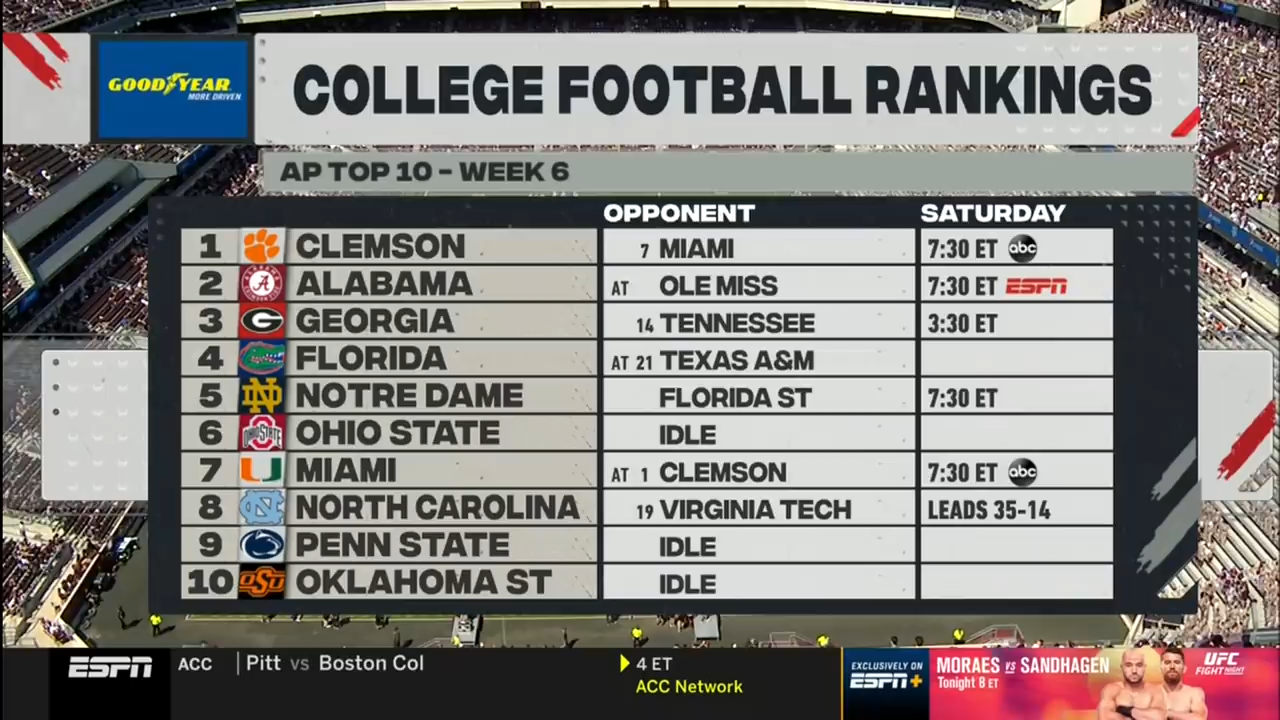 GOODYEAR
MORE DRIVEN
COLLEGE FOOTBALL RANKINGS
AP TOP 10 – WEEK 6
OPPONENT SATURDAY
1 CLEMSON 7 MIAMI 7:30 ET abc
2 ALABAMA AT OLE MISS 7:30 ET ESPN
3 GEORGIA 14 TENNESSEE 3:30 ET
4 FLORIDA AT 21 TEXAS A&M
5 NOTRE DAME FLORIDA ST 7:30 ET
6 OHIO STATE IDLE
7 MIAMI AT 1 CLEMSON 7:30 ET abc
8 NORTH CAROLINA 19 VIRGINIA TECH LEADS 35-14
9 PENN STATE IDLE
10 OSU OKLAHOMA ST IDLE
ESPN ACC Pitt vs Boston Col 4 ET
ACC Network
EXCLUSIVELY ON
ESPN+
MORAES VS SANDHAGEN
Tonight 8 ET
UFC
FIGHT NIGHT